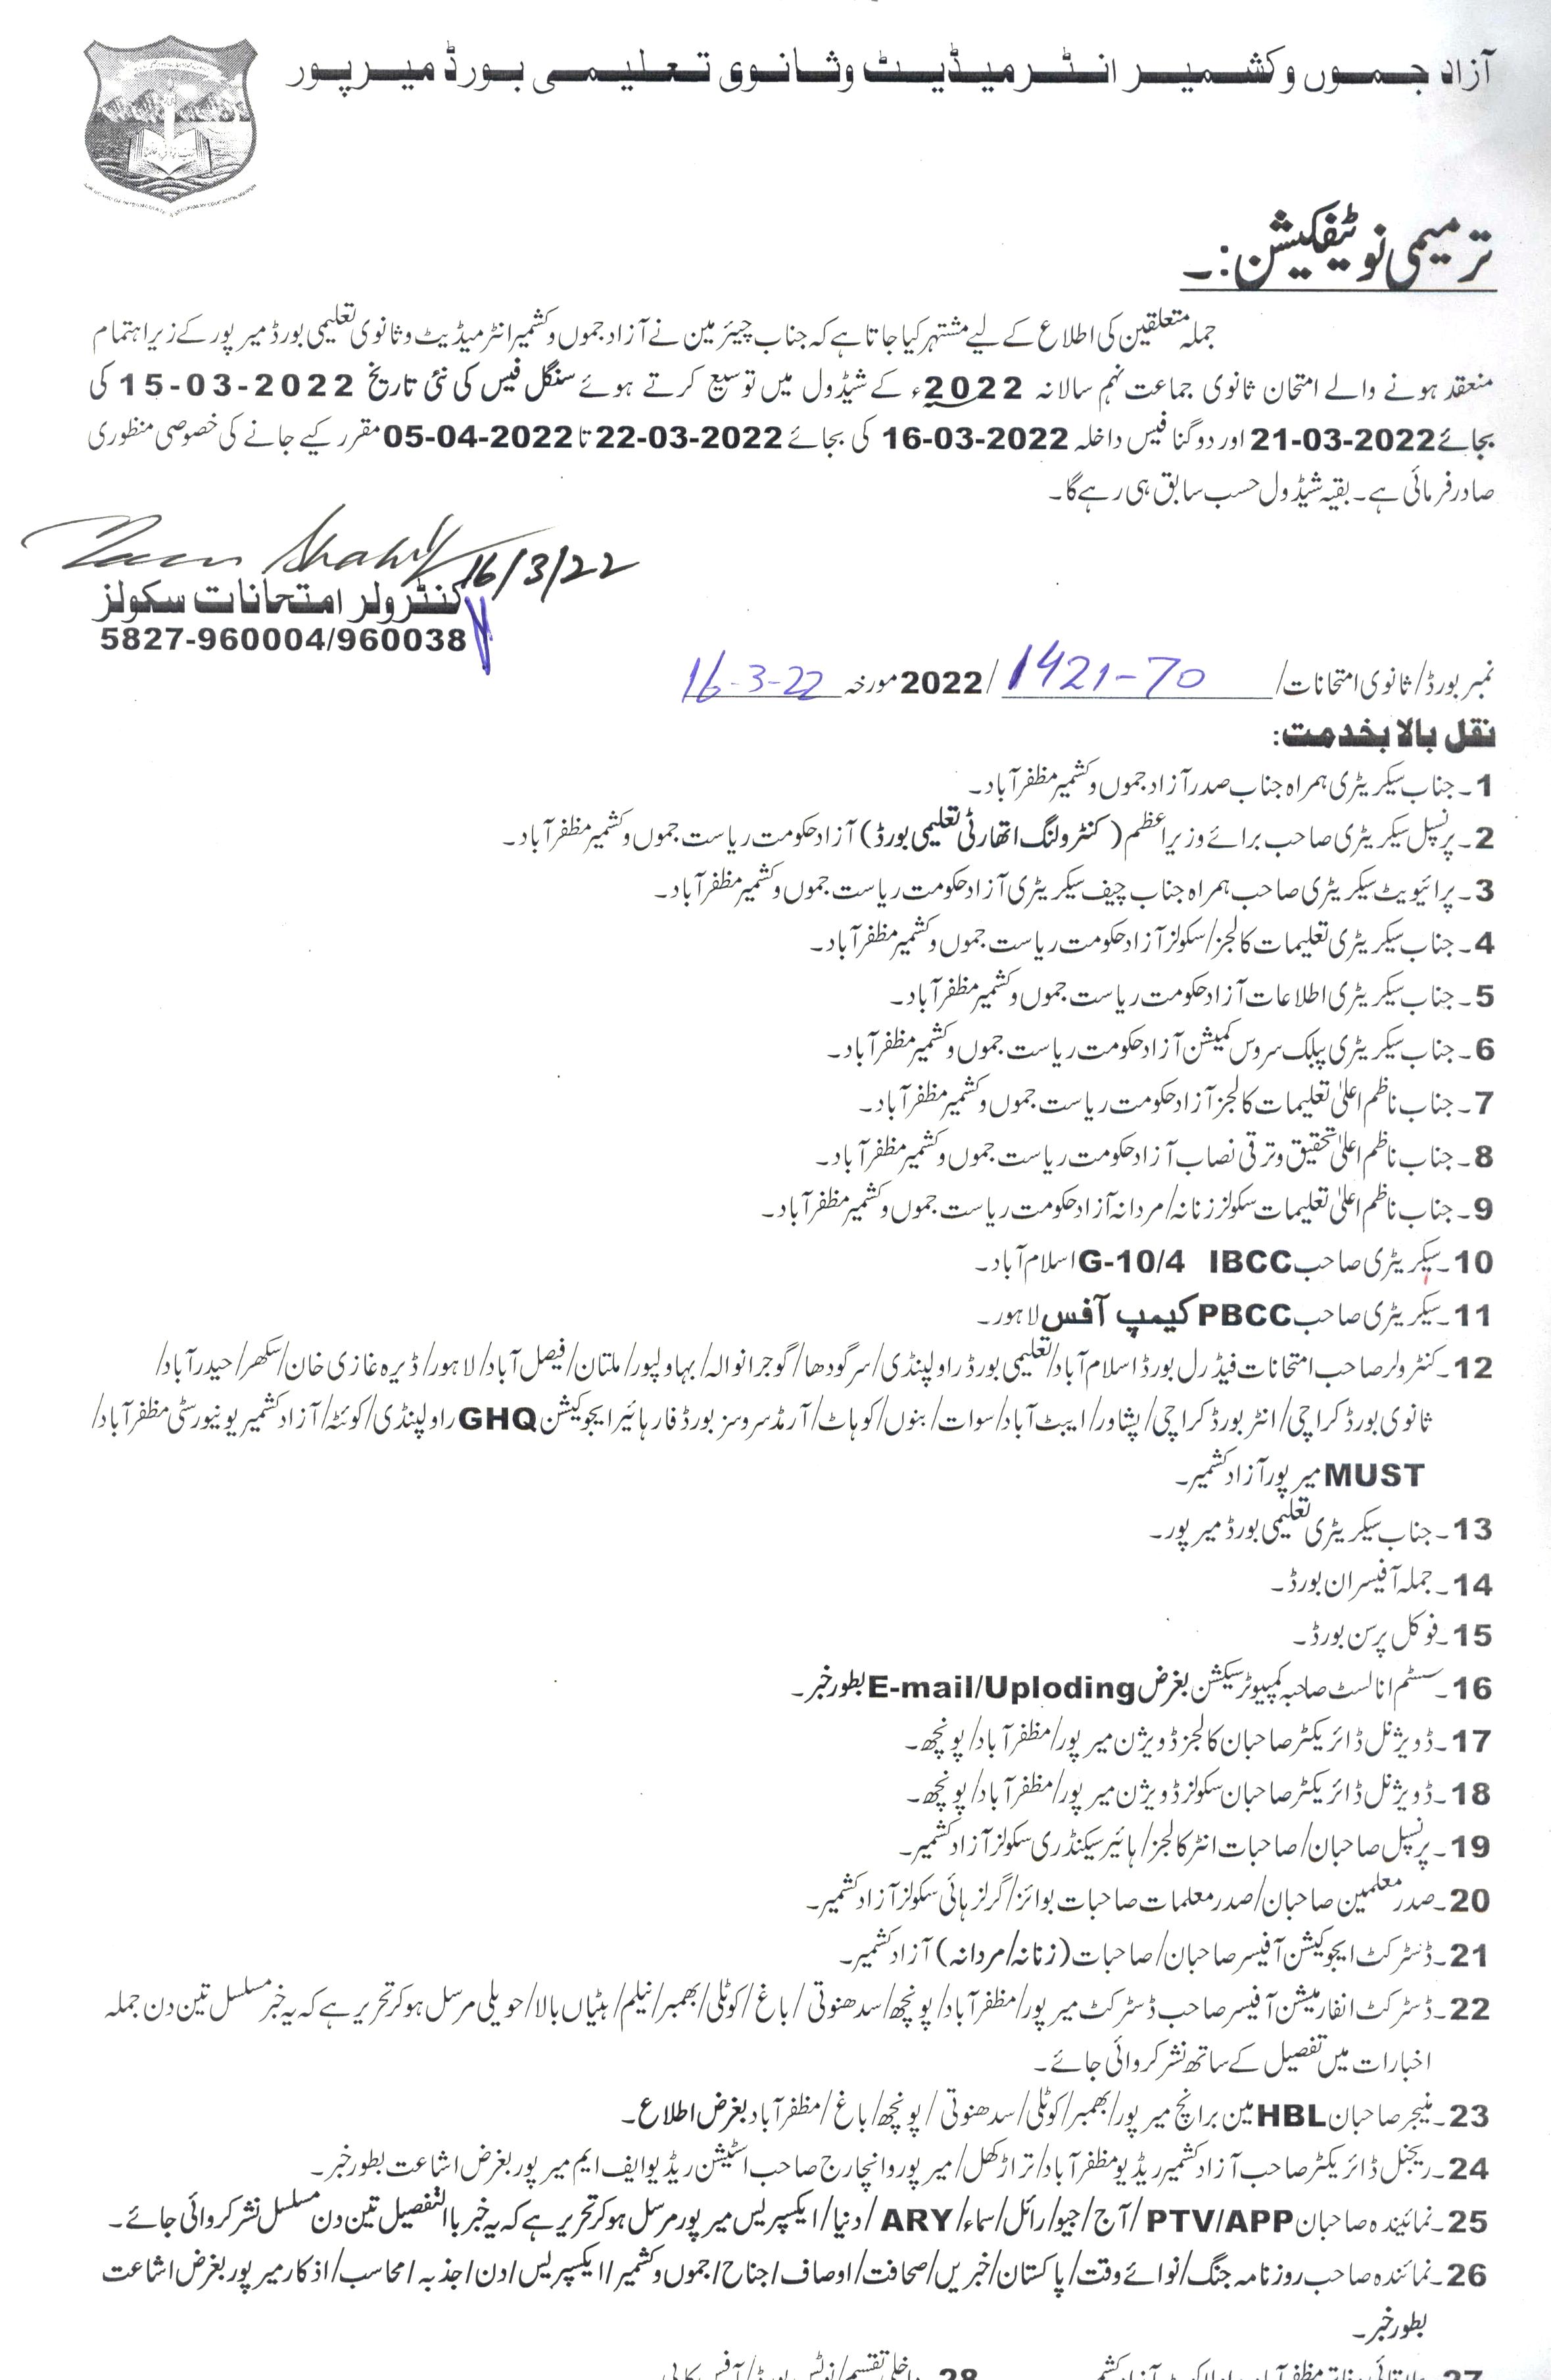 آزاد جموں وکشمیر انٹرمیڈیٹ وثانوی تعلیمی بورڈ میرپور
ترمیمی نوٹیفکیشن:۔
جملہ متعلقین کی اطلاع کے لیے مشتہر کیا جاتا ہے کہ جناب چیئرمین نے آزاد جموں وکشمیر انٹرمیڈیٹ وثانوی تعلیمی بورڈ میرپور کے زیراہتمام
منعقد ہونے والے امتحان ثانوی جماعت نہم سالانہ 2022ء کے شیڈول میں توسیع کرتے ہوئے سنگل فیس کی نئی تاریخ 15-03-2022 کی
بجائے 21-03-2022 اور دوگنا فیس داخلہ 16-03-2022 کی بجائے 22-03-2022 تا 05-04-2022 مقرر کیے جانے کی خصوصی منظوری
صادر فرمائی ہے۔ بقیہ شیڈول حسب سابق ہی رہے گا۔
16/3/22
کنٹرولر امتحانات سکولز
5827-960004/960038
نمبر بورڈ/ثانوی امتحانات/ 1421-70 /2022 مورخہ 16-3-22
نقل بالا بخدمت:
1۔ جناب سیکریٹری ہمراہ جناب صدر آزاد جموں وکشمیر مظفرآباد۔
2۔ پرنسپل سیکریٹری صاحب برائے وزیراعظم (کنٹرولنگ اتھارٹی تعلیمی بورڈ) آزاد حکومت ریاست جموں وکشمیر مظفرآباد۔
3۔ پرائیویٹ سیکریٹری صاحب ہمراہ جناب چیف سیکریٹری آزاد حکومت ریاست جموں وکشمیر مظفرآباد۔
4۔ جناب سیکریٹری تعلیمات کالجز/سکولز آزاد حکومت ریاست جموں وکشمیر مظفرآباد۔
5۔ جناب سیکریٹری اطلاعات آزاد حکومت ریاست جموں وکشمیر مظفرآباد۔
6۔ جناب سیکریٹری پبلک سروس کمیشن آزاد حکومت ریاست جموں وکشمیر مظفرآباد۔
7۔ جناب ناظم اعلیٰ تعلیمات کالجز آزاد حکومت ریاست جموں وکشمیر مظفرآباد۔
8۔ جناب ناظم اعلیٰ تحقیق وترقی نصاب آزاد حکومت ریاست جموں وکشمیر مظفرآباد۔
9۔ جناب ناظم اعلیٰ تعلیمات سکولز زنانہ/مردانہ آزاد حکومت ریاست جموں وکشمیر مظفرآباد۔
10۔ سیکریٹری صاحب IBCC G-10/4 اسلام آباد۔
11۔ سیکریٹری صاحب PBCC کیمپ آفس لاہور۔
12۔ کنٹرولر صاحب امتحانات فیڈرل بورڈ اسلام آباد/تعلیمی بورڈ راولپنڈی/سرگودھا/گوجرانوالہ/بہاولپور/ملتان/فیصل آباد/لاہور/ڈیرہ غازی خان/سکھر/حیدرآباد/
ثانوی بورڈ کراچی/انٹر بورڈ کراچی/پشاور/ایبٹ آباد/سوات/بنوں/کوہاٹ/آرمڈ سروسز بورڈ فار ہائیر ایجوکیشن GHQ راولپنڈی/کوئٹہ/آزاد کشمیر یونیورسٹی مظفرآباد/
MUST میرپور آزاد کشمیر۔
13۔ جناب سیکریٹری تعلیمی بورڈ میرپور۔
14۔ جملہ آفیسران بورڈ۔
15۔ فوکل پرسن بورڈ۔
16۔ سسٹم انالسٹ صاحبہ کمپیوٹر سیکشن بغرض E-mail/Uploding بطور خبر۔
17۔ ڈویژنل ڈائریکٹر صاحبان کالجز ڈویژن میرپور/مظفرآباد/پونچھ۔
18۔ ڈویژنل ڈائریکٹر صاحبان سکولز ڈویژن میرپور/مظفرآباد/پونچھ۔
19۔ پرنسپل صاحبان/صاحبات انٹر کالجز/ہائیر سیکنڈری سکولز آزاد کشمیر۔
20۔ صدر معلمین صاحبان/صدر معلمات صاحبات بوائز/گرلز ہائی سکولز آزاد کشمیر۔
21۔ ڈسٹرکٹ ایجوکیشن آفیسر صاحبان/صاحبات (زنانہ/مردانہ) آزاد کشمیر۔
22۔ ڈسٹرکٹ انفارمیشن آفیسر صاحب ڈسٹرکٹ میرپور/مظفرآباد/پونچھ/سدھنوتی/باغ/کوٹلی/بھمبر/نیلم/ہٹیاں بالا/حویلی مرسل ہو کر تحریر ہے کہ یہ خبر مسلسل تین دن جملہ
اخبارات میں تفصیل کے ساتھ نشر کروائی جائے۔
23۔ منیجر صاحبان HBL مین برانچ میرپور/بھمبر/کوٹلی/سدھنوتی/پونچھ/باغ/مظفرآباد بغرض اطلاع۔
24۔ ریجنل ڈائریکٹر صاحب آزاد کشمیر ریڈیو مظفرآباد/تراڑکھل/میرپور وانچارج صاحب اسٹیشن ریڈیو ایف ایم میرپور بغرض اشاعت بطور خبر۔
25۔ نمائیندہ صاحبان PTV/APP/آج/جیو/رائل/سماء/ARY/دنیا/ایکسپریس میرپور مرسل ہو کر تحریر ہے کہ یہ خبر باالتفصیل تین دن مسلسل نشر کروائی جائے۔
26۔ نمائندہ صاحب روزنامہ جنگ/نوائے وقت/پاکستان/خبریں/صحافت/اوصاف/جناح/جموں وکشمیر/ایکسپریس/دن/جذبہ/محاسب/اذکار میرپور بغرض اشاعت
بطور خبر۔